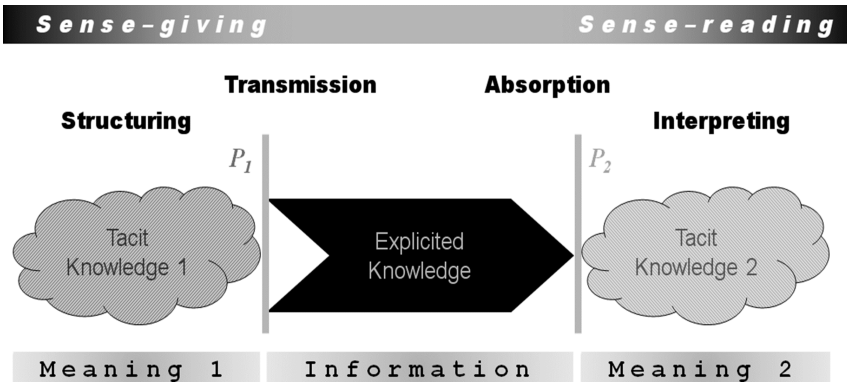 Sense-giving
Sense-reading
Transmission
Absorption
Structuring
Interpreting
P1
P2
Tacit
Knowledge 1
Explicited
Knowledge
Tacit
Knowledge 2
Meaning 1
Information
Meaning 2